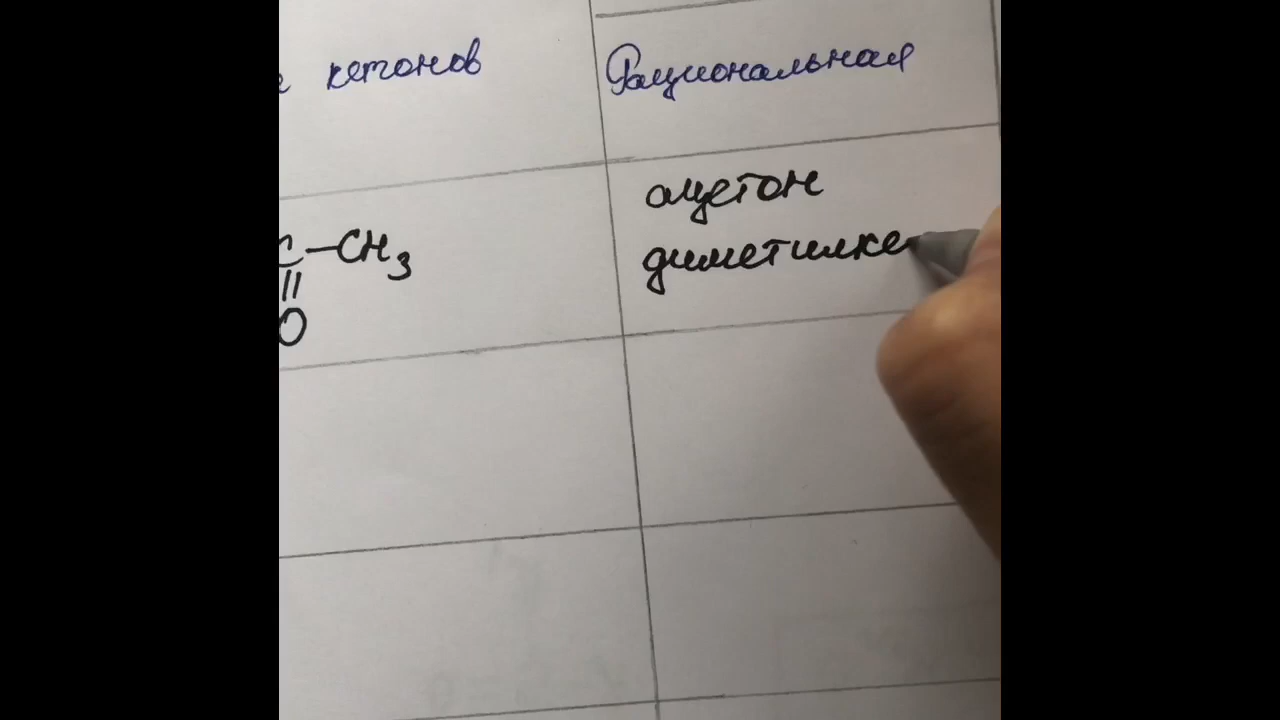 кетонов
Рациональная
ацетон
C–CH3
диметилке
||
O